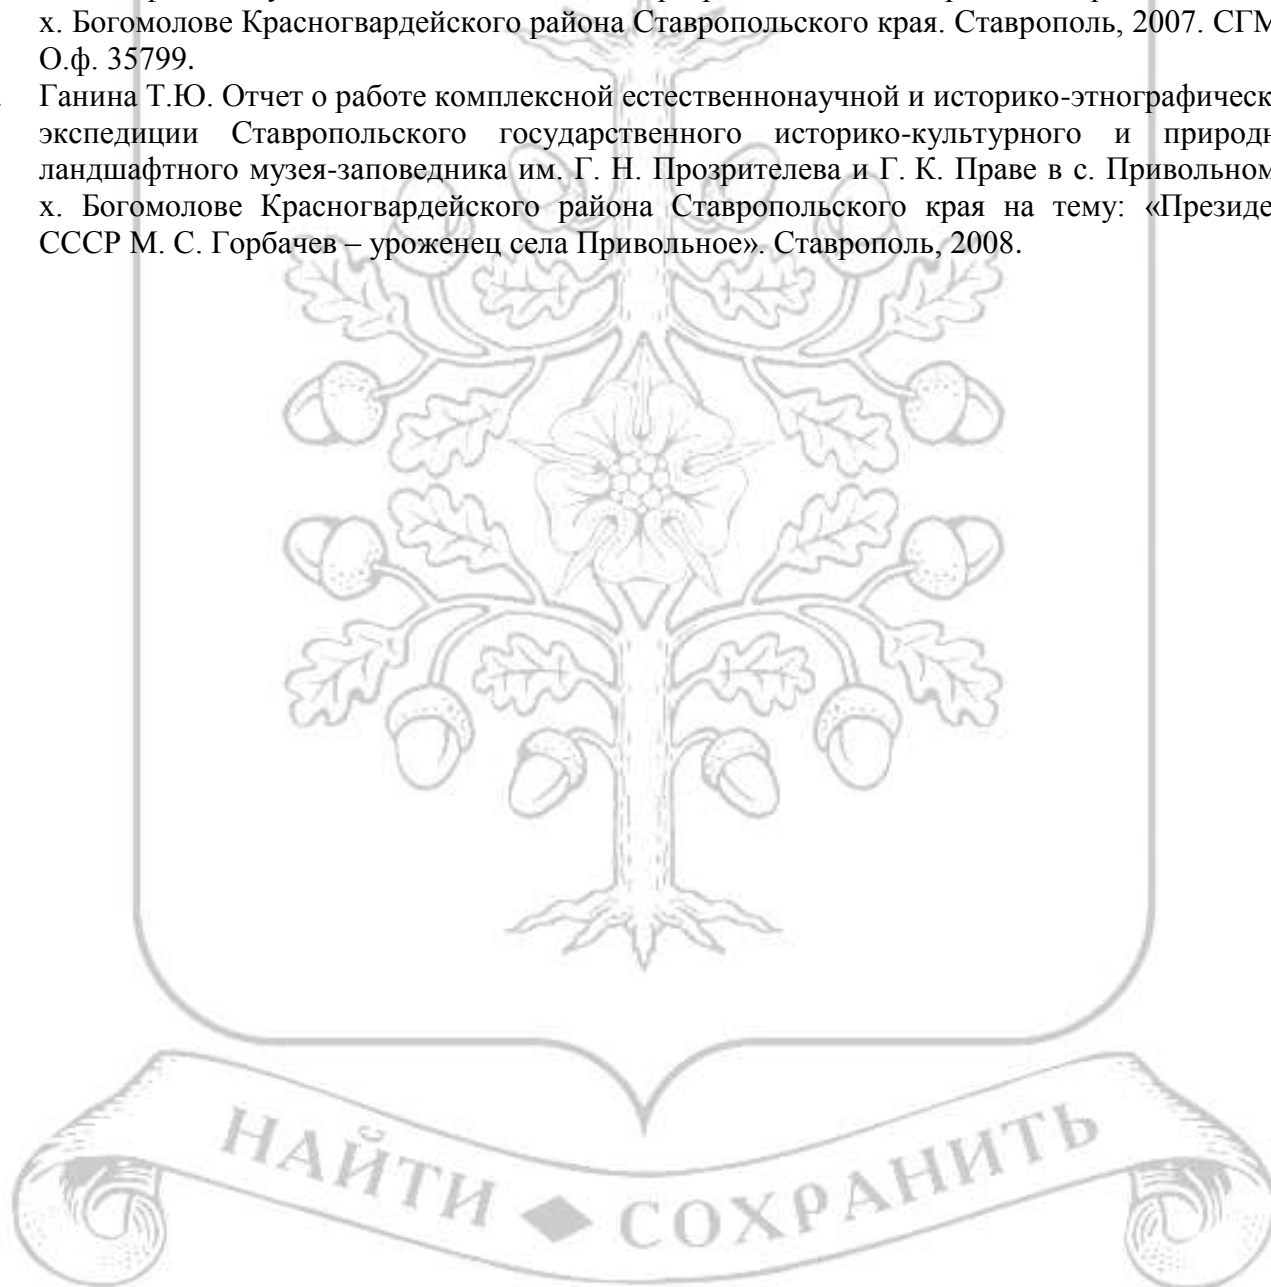 х. Богомолове Красногвардейского района Ставропольского края. Ставрополь, 2007. СГМ
О.ф. 35799.
Ганина Т.Ю. Отчет о работе комплексной естественнонаучной и историко-этнографическ
экспедиции Ставропольского государственного историко-культурного и природн
ландшафтного музея-заповедника им. Г. Н. Прозрителева и Г. К. Праве в с. Привольном
х. Богомолове Красногвардейского района Ставропольского края на тему: «Президе
СССР М. С. Горбачев – уроженец села Привольное». Ставрополь, 2008.
НАЙТИ ◆ СОХРАНИТЬ